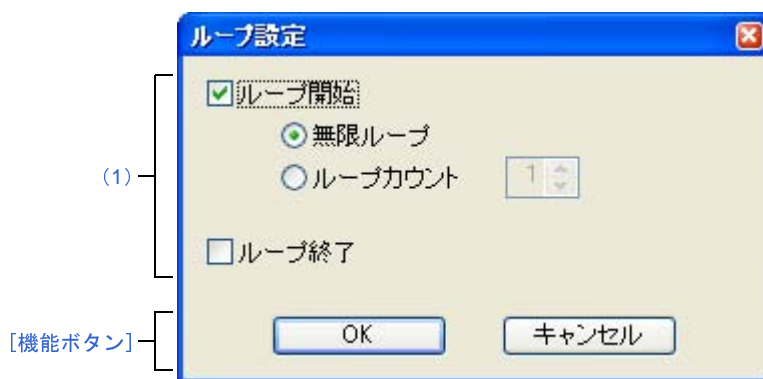 ループ設定
(1)
ループ開始
無限ループ
ループカウント 1
ループ終了
[機能ボタン]
OK キャンセル